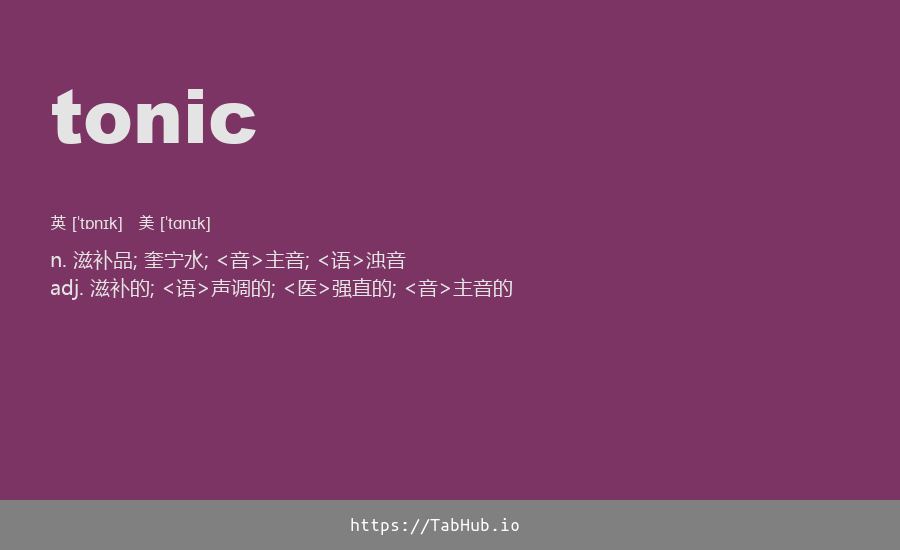 tonic
英 [ˈtɒnɪk] 美 [ˈtɑnɪk]
n. 滋补品; 奎宁水; <音>主音; <语>浊音
adj. 滋补的; <语>声调的; <医>强直的; <音>主音的
https://TabHub.io